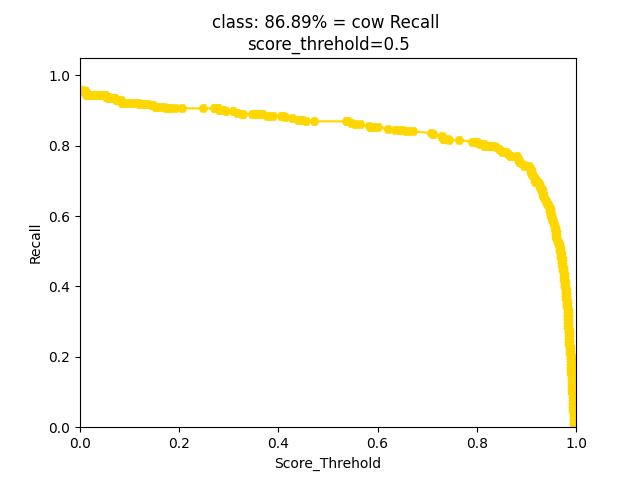 class: 86.89% = cow Recall
score_threhold=0.5
1.0
0.8
0.6
0.4
0.2
0.0
Recall
0.0 0.2 0.4 0.6 0.8 1.0
Score_Threhold